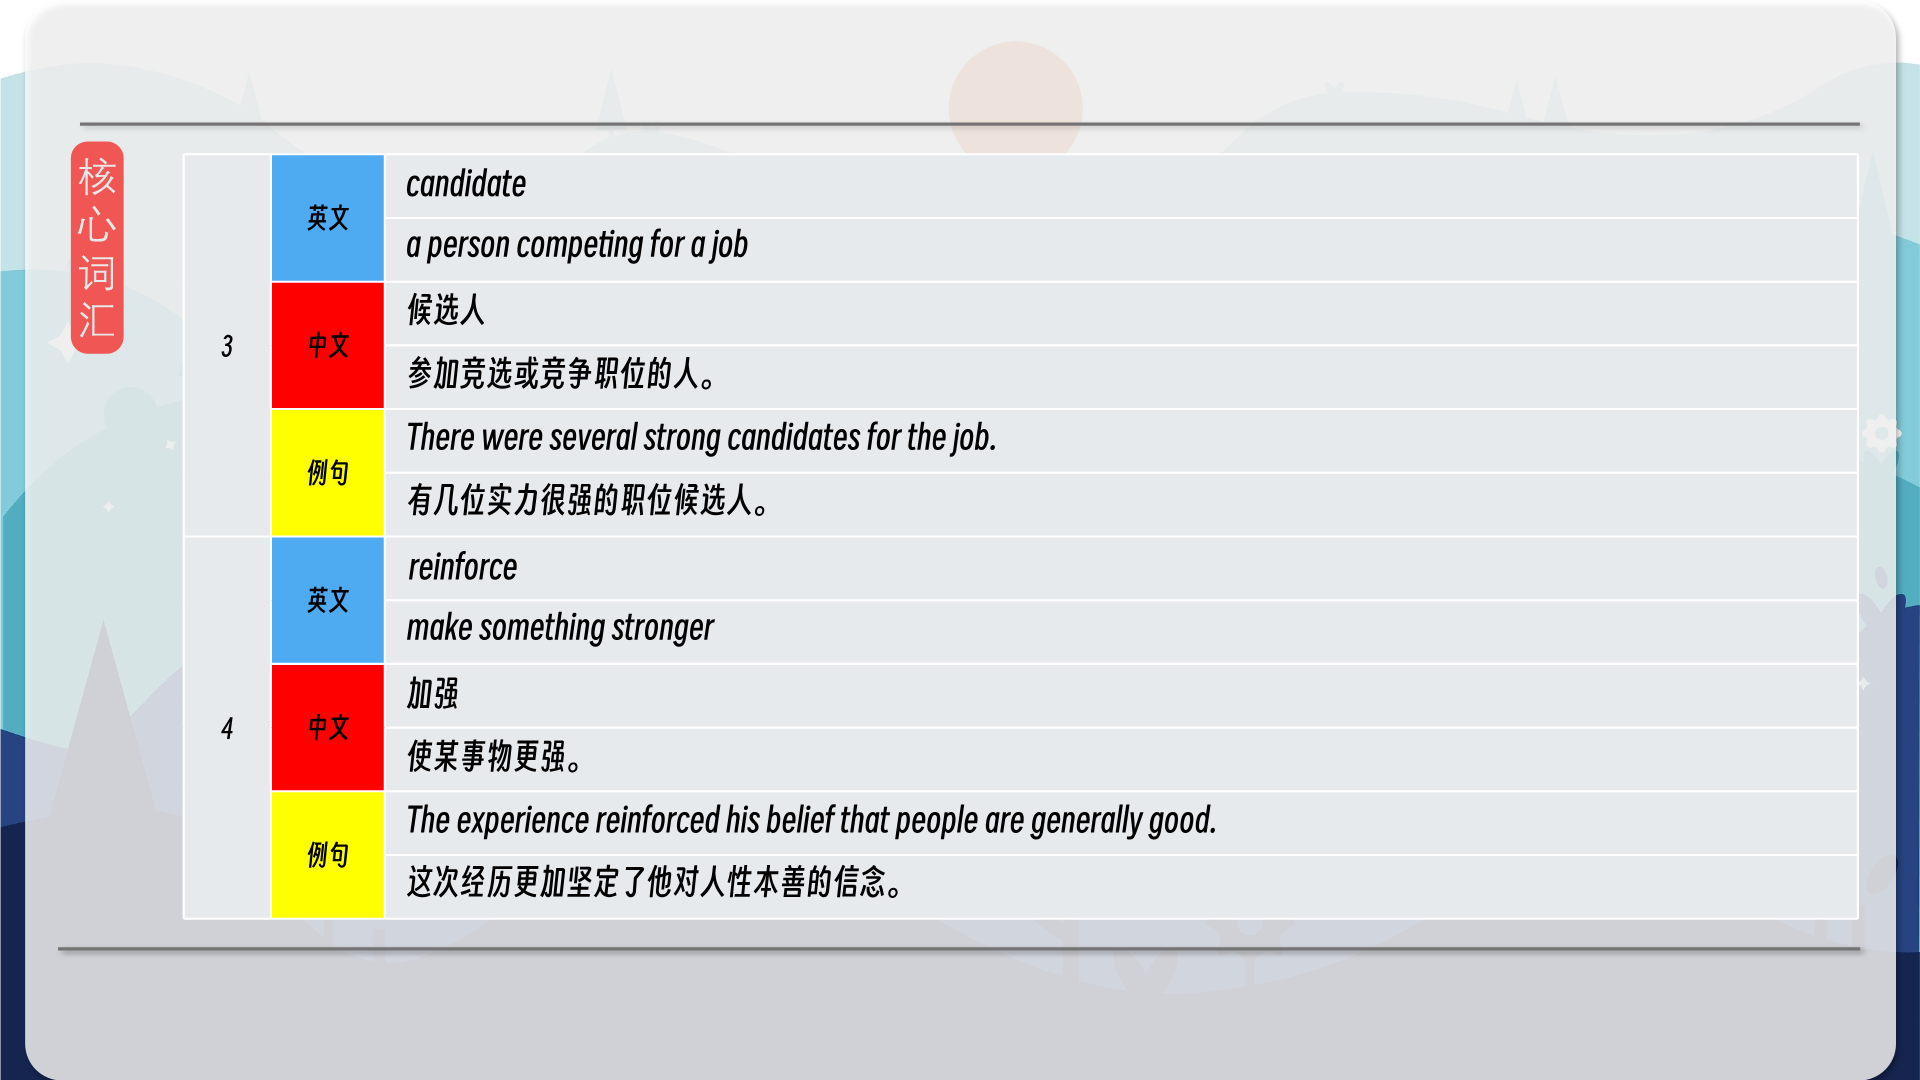 核心词汇
3
英文
candidate
a person competing for a job
中文
候选人
参加竞选或竞争职位的人。
例句
There were several strong candidates for the job.
有几位实力很强的职位候选人。
4
英文
reinforce
make something stronger
中文
加强
使某事物更强。
例句
The experience reinforced his belief that people are generally good.
这次经历更加坚定了他对人性本善的信念。